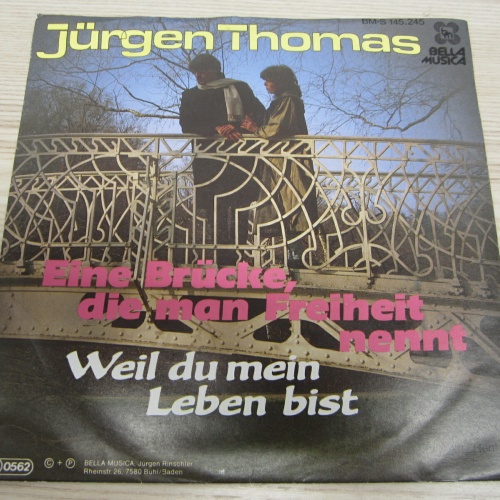 BM-S 145.245
Jürgen Thomas
BELLA
MUSICA
Eine Brücke,
die man Freiheit
nennt
Weil du mein
Leben bist
0562
© + ℗ BELLA MUSICA, Jürgen Rinschler
Rheinstr 26, 7580 Bühl/Baden